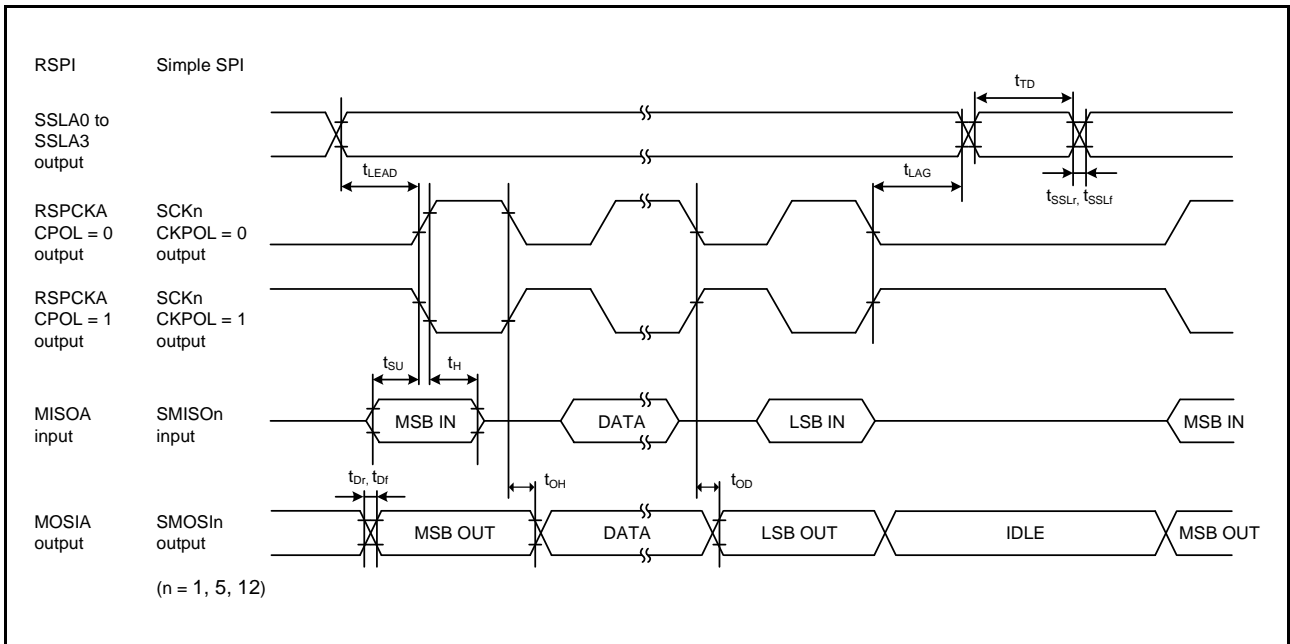 RSPI Simple SPI
tTD
SSLA0 to
SSLA3
output
tLEAD
tLAG
tSSLr, tSSLf
RSPCKA SCKn
CPOL = 0 CKPOL = 0
output output
RSPCKA SCKn
CPOL = 1 CKPOL = 1
output output
tSU tH
MISOA SMISOn
input input
MSB IN DATA LSB IN MSB IN
tDr, tDf tOH tOD
MOSIA SMOSIn
output output
MSB OUT DATA LSB OUT IDLE MSB OUT
(n = 1, 5, 12)